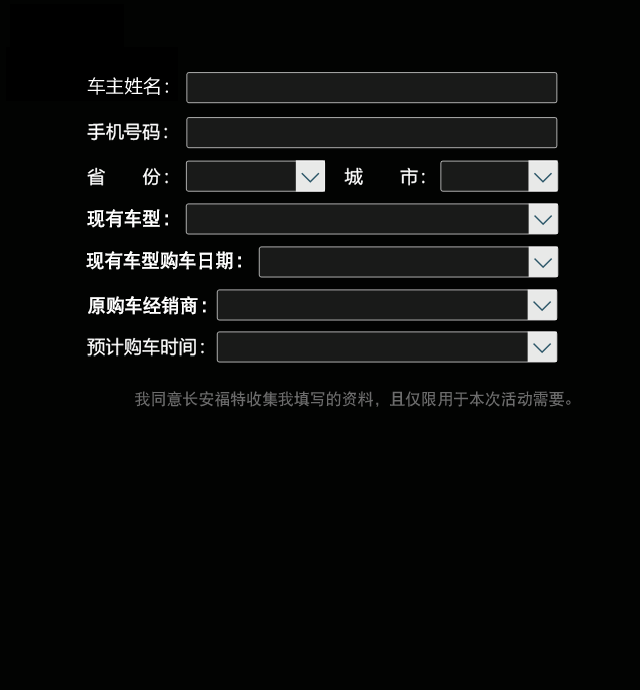 车主姓名：
手机号码：
省　　份：　城　　市：
现有车型：
现有车型购车日期：
原购车经销商：
预计购车时间：
我同意长安福特收集我填写的资料，且仅限用于本次活动需要。